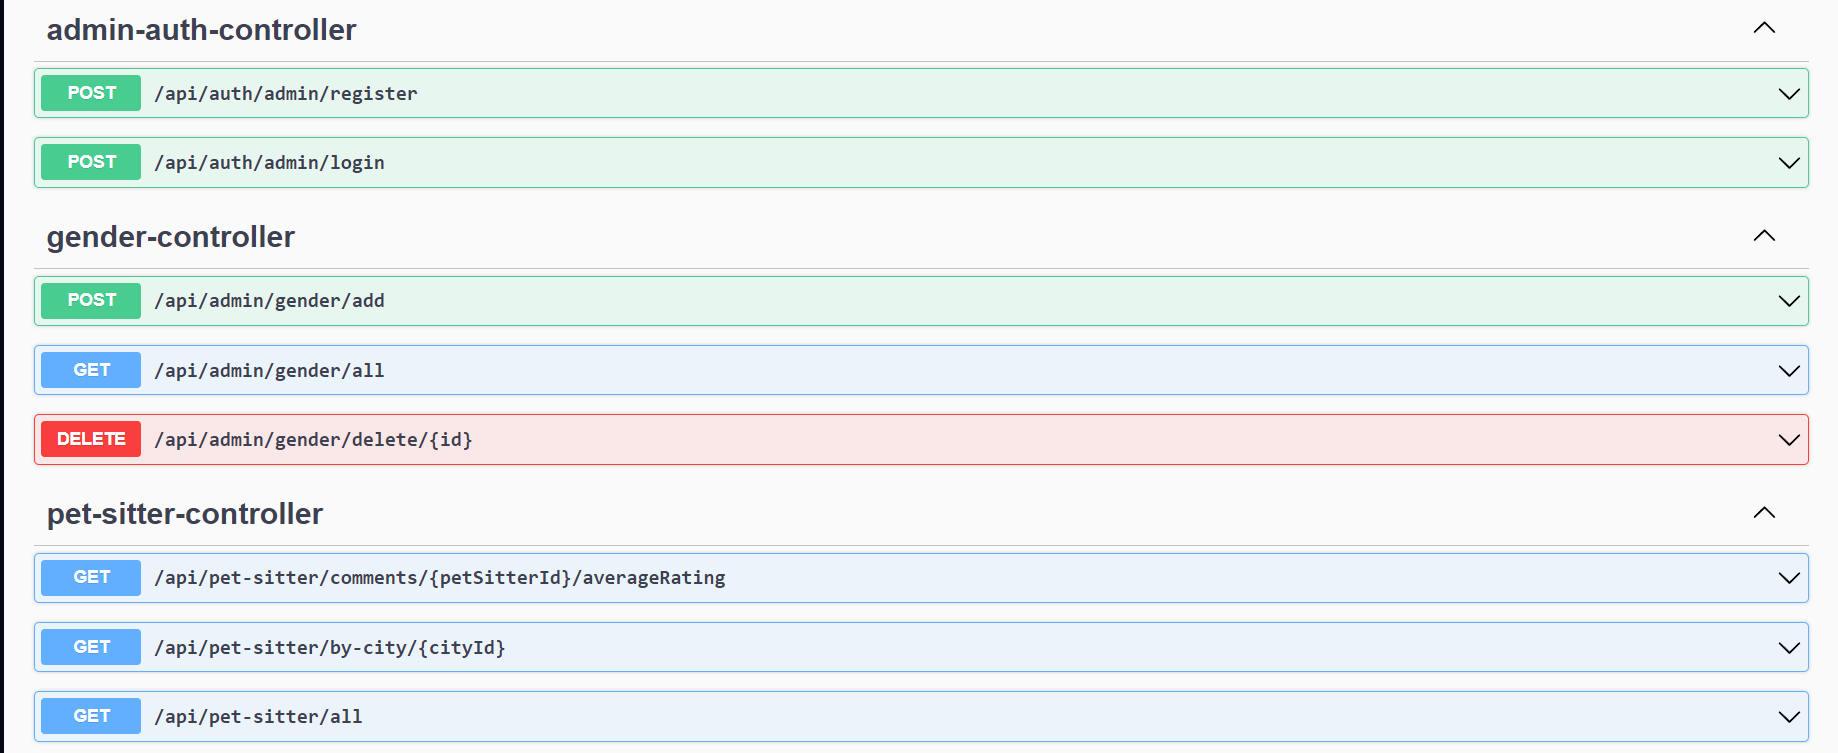 admin-auth-controller
POST /api/auth/admin/register
POST /api/auth/admin/login
gender-controller
POST /api/admin/gender/add
GET /api/admin/gender/all
DELETE /api/admin/gender/delete/{id}
pet-sitter-controller
GET /api/pet-sitter/comments/{petSitterId}/averageRating
GET /api/pet-sitter/by-city/{cityId}
GET /api/pet-sitter/all